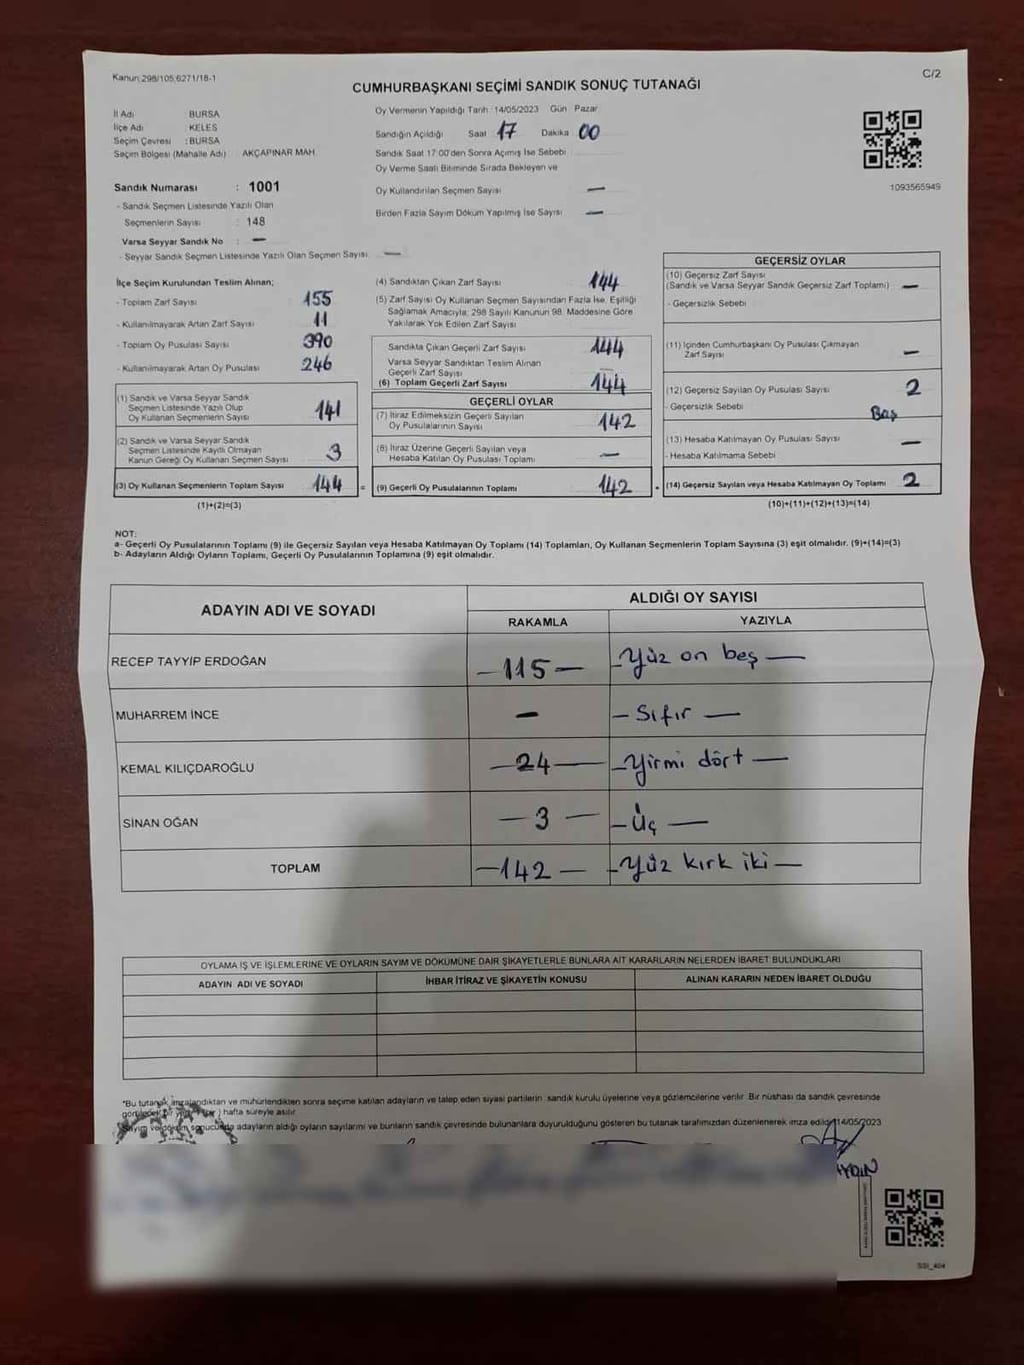 Kanun:298/105;6271/18-1
C/2
CUMHURBAŞKANI SEÇİMİ SANDIK SONUÇ TUTANAĞI
İl Adı : BURSA
İlçe Adı : KELES
Seçim Çevresi : BURSA
Seçim Bölgesi (Mahalle Adı) : AKÇAPINAR MAH.
Oy Vermenin Yapıldığı Tarih :14/05/2023 Gün : Pazar
Sandığın Açıldığı Saat 17 Dakika 00
Sandık Saat 17:00'den Sonra Açılmış İse Sebebi :
Oy Verme Saati Bitiminde Sırada Bekleyen ve
Oy Kullandırılan Seçmen Sayısı : —
Birden Fazla Sayım Döküm Yapılmış İse Sayısı : —
1093565949
Sandık Numarası : 1001
- Sandık Seçmen Listesinde Yazılı Olan
Seçmenlerin Sayısı : 148
Varsa Seyyar Sandık No : —
- Seyyar Sandık Seçmen Listesinde Yazılı Olan Seçmen Sayısı: —
İlçe Seçim Kurulundan Teslim Alınan;
- Toplam Zarf Sayısı : 155
- Kullanılmayarak Artan Zarf Sayısı : 11
- Toplam Oy Pusulası Sayısı : 390
- Kullanılmayarak Artan Oy Pusulası : 246
(1) Sandık ve Varsa Seyyar Sandık
Seçmen Listesinde Yazılı Olup
Oy Kullanan Seçmenlerin Sayısı : 141
(2) Sandık ve Varsa Seyyar Sandık
Seçmen Listesinde Kayıtlı Olmayan
Kanun Gereği Oy Kullanan Seçmen Sayısı : 3
(3) Oy Kullanan Seçmenlerin Toplam Sayısı : 144
(1)+(2)=(3)
(4) Sandıktan Çıkan Zarf Sayısı : 144
(5) Zarf Sayısı Oy Kullanan Seçmen Sayısından Fazla İse, Eşitliği
Sağlamak Amacıyla; 298 Sayılı Kanunun 98. Maddesine Göre
Yakılarak Yok Edilen Zarf Sayısı
Sandıkta Çıkan Geçerli Zarf Sayısı : 144
Varsa Seyyar Sandıktan Teslim Alınan
Geçerli Zarf Sayısı
(6) Toplam Geçerli Zarf Sayısı : 144
GEÇERLİ OYLAR
(7) İtiraz Edilmeksizin Geçerli Sayılan
Oy Pusulalarının Sayısı : 142
(8) İtiraz Üzerine Geçerli Sayılan veya
Hesaba Katılan Oy Pusulası Toplamı : —
= (9) Geçerli Oy Pusulalarının Toplamı : 142
GEÇERSİZ OYLAR
(10) Geçersiz Zarf Sayısı
(Sandık ve Varsa Seyyar Sandık Geçersiz Zarf Toplamı) : —
- Geçersizlik Sebebi :
(11) İçinden Cumhurbaşkanı Oy Pusulası Çıkmayan
Zarf Sayısı : —
(12) Geçersiz Sayılan Oy Pusulası Sayısı : 2
- Geçersizlik Sebebi : Boş
(13) Hesaba Katılmayan Oy Pusulası Sayısı : —
- Hesaba Katılmama Sebebi :
+ (14) Geçersiz Sayılan veya Hesaba Katılmayan Oy Toplamı : 2
(10)+(11)+(12)+(13)=(14)
NOT:
a- Geçerli Oy Pusulalarının Toplamı (9) ile Geçersiz Sayılan veya Hesaba Katılmayan Oy Toplamı (14) Toplamları, Oy Kullanan Seçmenlerin Toplam Sayısına (3) eşit olmalıdır. (9)+(14)=(3)
b- Adayların Aldığı Oyların Toplamı, Geçerli Oy Pusulalarının Toplamına (9) eşit olmalıdır.
ADAYIN ADI VE SOYADI
ALDIĞI OY SAYISI
RAKAMLA YAZIYLA
RECEP TAYYİP ERDOĞAN —115— —Yüz on beş—
MUHARREM İNCE — —Sıfır—
KEMAL KILIÇDAROĞLU —24— —Yirmi dört—
SİNAN OĞAN —3— —Üç—
TOPLAM —142— —Yüz kırk iki—
OYLAMA İŞ VE İŞLEMLERİNE VE OYLARIN SAYIM VE DÖKÜMÜNE DAİR ŞİKAYETLERLE BUNLARA AİT KARARLARIN NELERDEN İBARET BULUNDUKLARI
ADAYIN ADI VE SOYADI İHBAR İTİRAZ VE ŞİKAYETİN KONUSU ALINAN KARARIN NEDEN İBARET OLDUĞU
*Bu tutanak imzalandıktan ve mühürlendikten sonra seçime katılan adayların ve talep eden siyasi partilerin sandık kurulu üyelerine veya gözlemcilerine verilir. Bir nüshası da sandık çevresinde
görülecek bir yere (bir) hafta süreyle asılır.
Sayım ve döküm sonucunda adayların aldığı oyların sayılarını ve bunların sandık çevresinde bulunanlara duyurulduğunu gösteren bu tutanak tarafımızdan düzenlenerek imza edildi. 14/05/2023
SSI_404